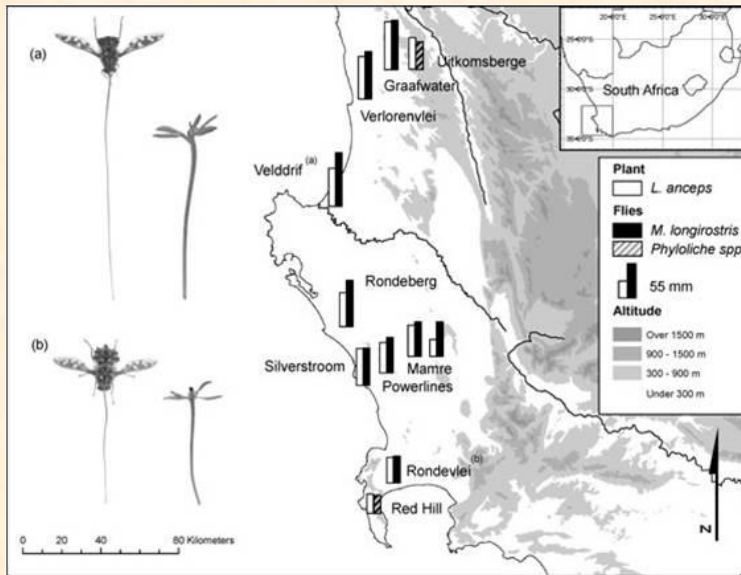 (a)
Uitkomsberge
Graafwater
Verlorenvlei
Velddrif (a)
Rondeberg
Silverstroom
Mamre
Powerlines
(b)
Rondevlei (b)
Red Hill
0 20 40 80 Kilometers
South Africa
Plant
L. anceps
Flies
M. longirostris
Phyloliche spp
55 mm
Altitude
Over 1500 m
900 - 1500 m
300 - 900 m
Under 300 m
N